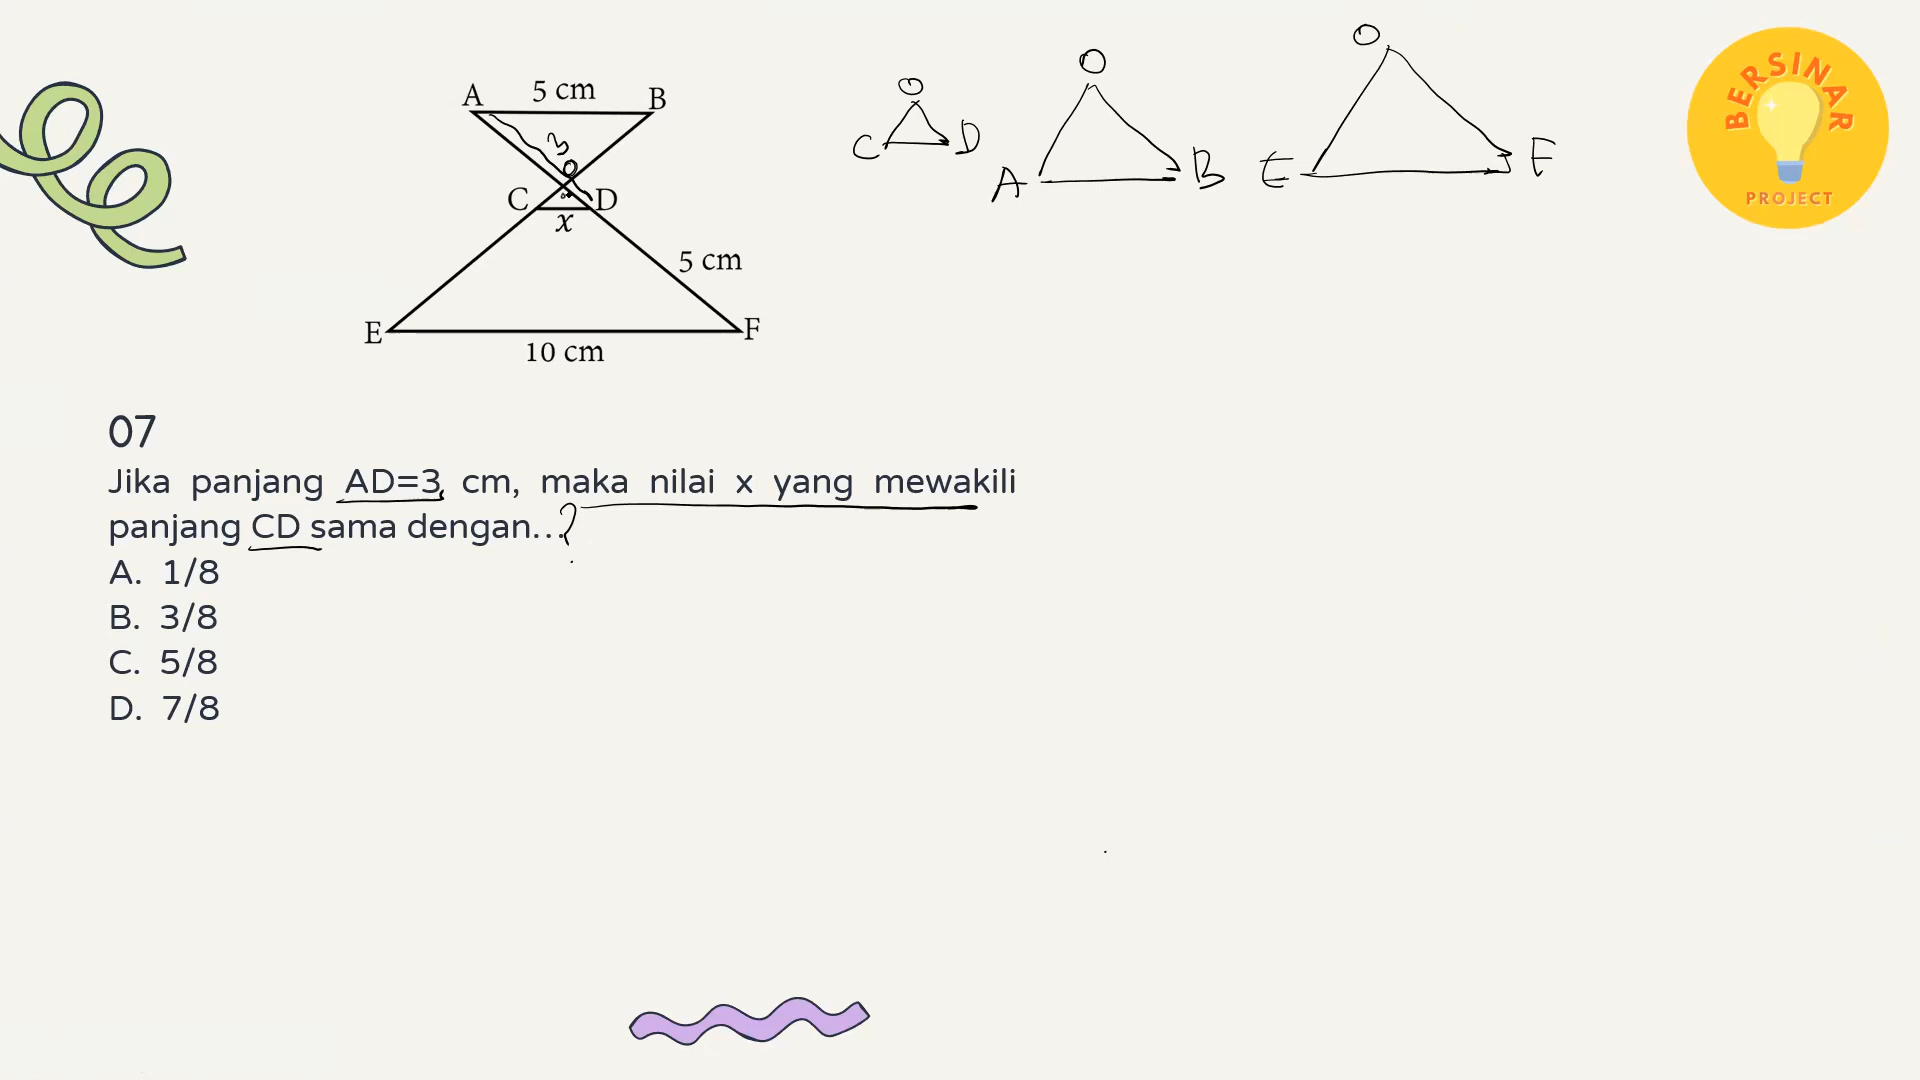 A 5 cm B
3
O
C D
x
5 cm
E F
10 cm
O
C D
O
A B
O
E F
BERSINAR
PROJECT
07
Jika panjang AD=3 cm, maka nilai x yang mewakili
panjang CD sama dengan...?
A. 1/8
B. 3/8
C. 5/8
D. 7/8